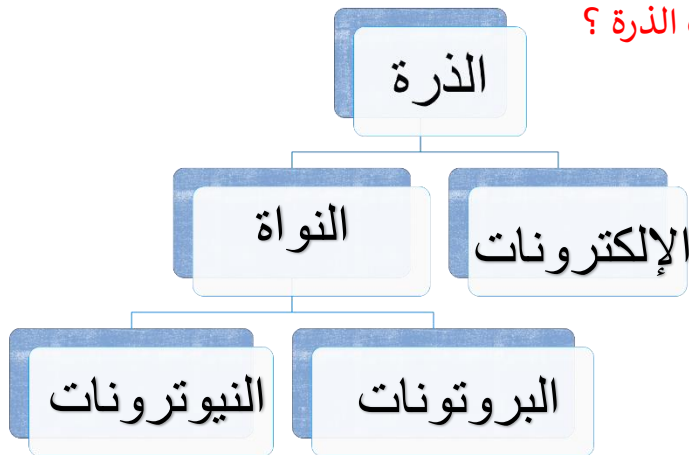 الذرة ؟
الذرة
الإلكترونات
النواة
البروتونات
النيوترونات